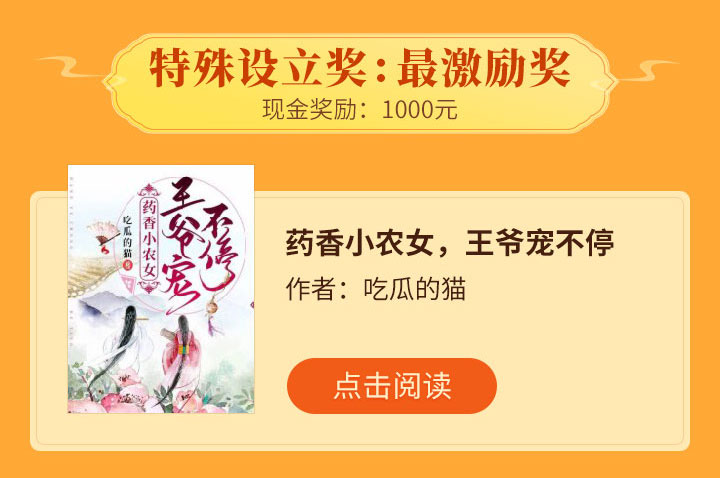 特殊设立奖：最激励奖
现金奖励：1000元
王爷宠不停
药香小农女
吃瓜的猫
药香小农女，王爷宠不停
作者：吃瓜的猫
点击阅读